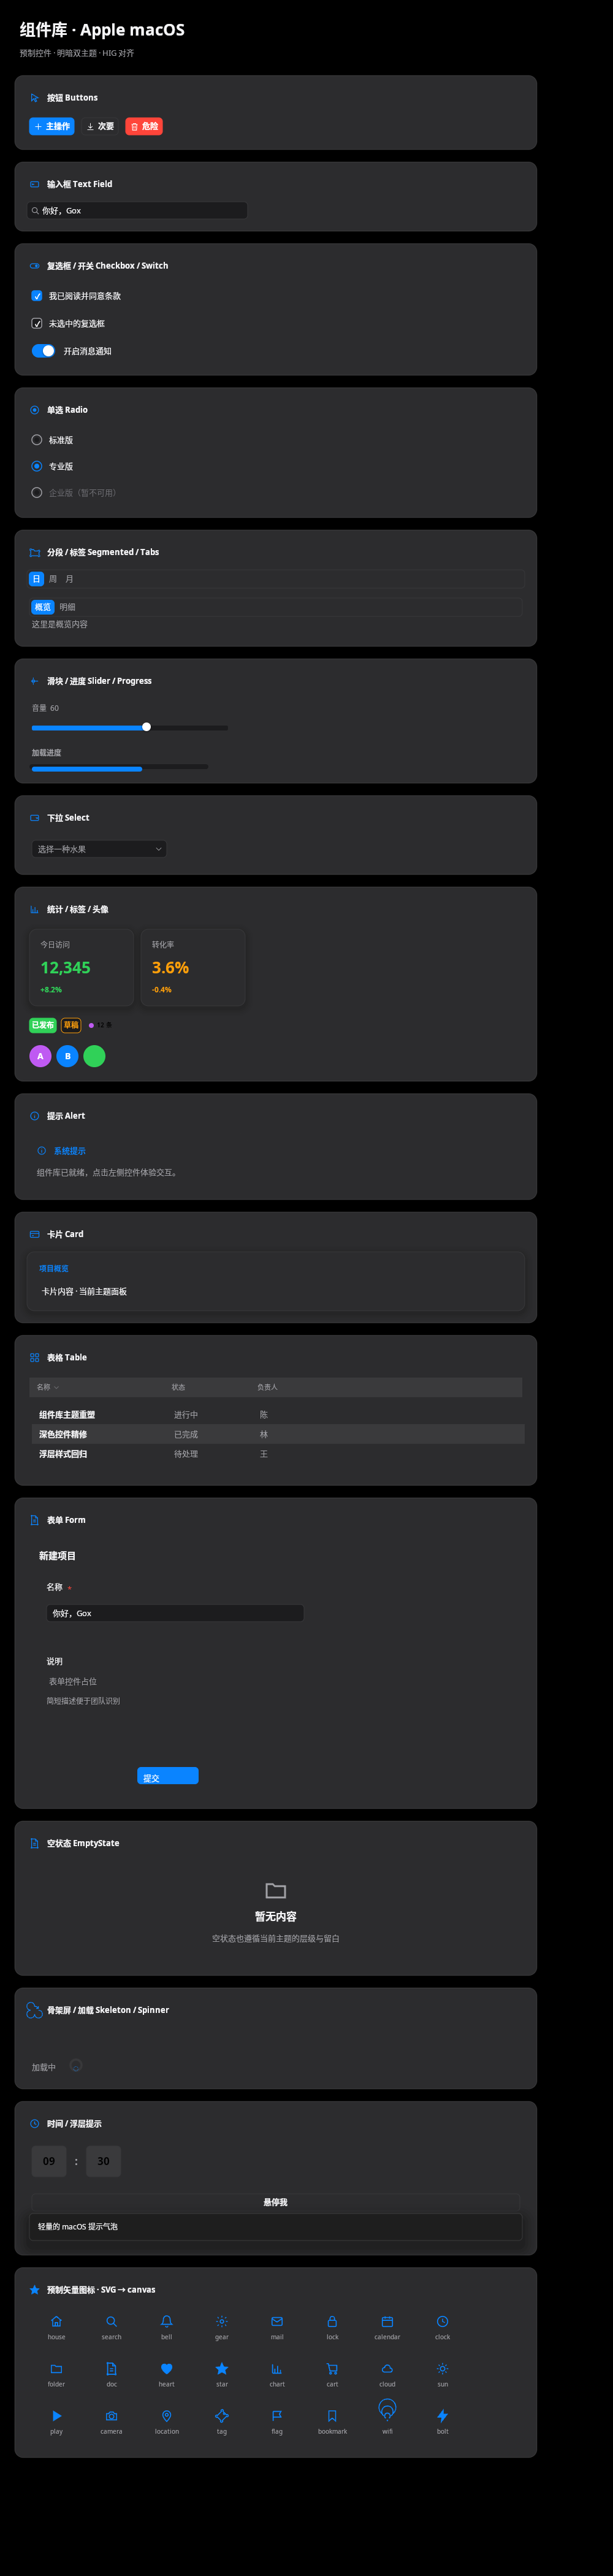 组件库 · Apple macOS
预制控件 · 明暗双主题 · HIG 对齐
按钮 Buttons
主操作 次要 危险
输入框 Text Field
你好，Gox
复选框 / 开关 Checkbox / Switch
我已阅读并同意条款
未选中的复选框
开启消息通知
单选 Radio
标准版
专业版
企业版（暂不可用）
分段 / 标签 Segmented / Tabs
日 周 月
概览 明细
这里是概览内容
滑块 / 进度 Slider / Progress
音量 60
加载进度
下拉 Select
选择一种水果
统计 / 标签 / 头像
今日访问 转化率
12,345 3.6%
+8.2% -0.4%
已发布 草稿 12 条
A B
提示 Alert
系统提示
组件库已就绪，点击左侧控件体验交互。
卡片 Card
项目概览
卡片内容 · 当前主题面板
表格 Table
名称 状态 负责人
组件库主题重塑 进行中 陈
深色控件精修 已完成 林
浮层样式回归 待处理 王
表单 Form
新建项目
名称 *
你好，Gox
说明
表单控件占位
简短描述便于团队识别
提交
空状态 EmptyState
暂无内容
空状态也遵循当前主题的层级与留白
骨架屏 / 加载 Skeleton / Spinner
加载中
时间 / 浮层提示
09 : 30
悬停我
轻量的 macOS 提示气泡
预制矢量图标 · SVG → canvas
house search bell gear mail lock calendar clock
folder doc heart star chart cart cloud sun
play camera location tag flag bookmark wifi bolt